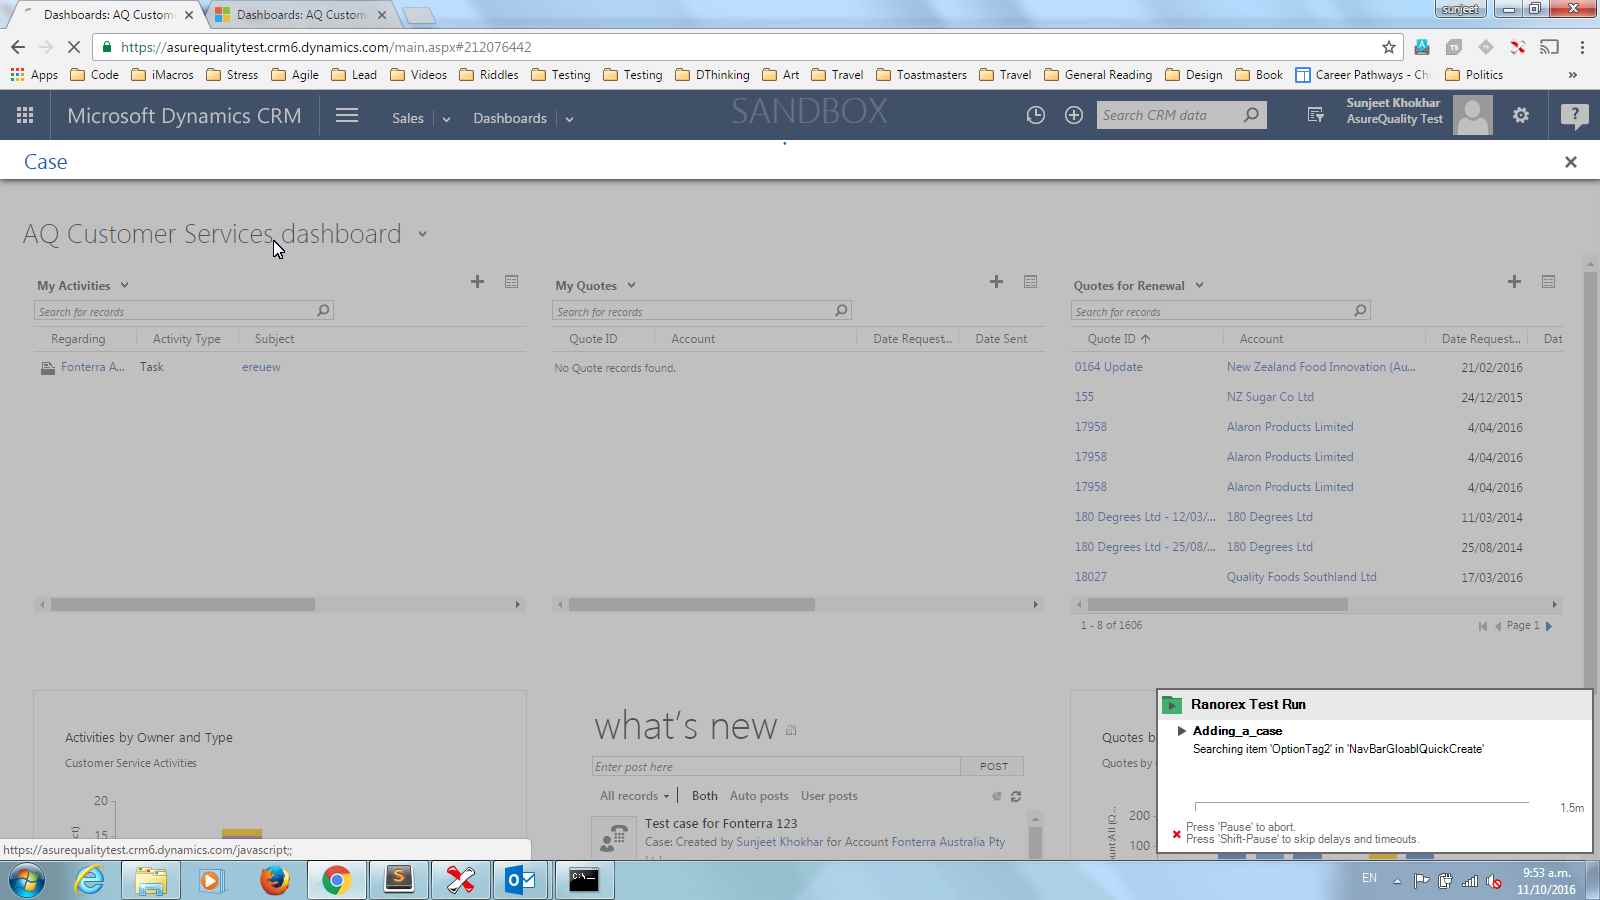 Dashboards: AQ Custom
Dashboards: AQ Custom
sunjeet
https://asurequalitytest.crm6.dynamics.com/main.aspx#212076442
Apps Code iMacros Stress Agile Lead Videos Riddles Testing Testing DThinking Art Travel Toastmasters Travel General Reading Design Book Career Pathways - Ch Politics »
Microsoft Dynamics CRM Sales Dashboards SANDBOX Search CRM data
Sunjeet Khokhar
AsureQuality Test
Case
AQ Customer Services dashboard
My Activities
Search for records
Regarding Activity Type Subject
Fonterra A... Task ereuew
My Quotes
Search for records
Quote ID Account Date Request... Date Sent
No Quote records found.
Quotes for Renewal
Search for records
Quote ID Account Date Request... Dat
0164 Update New Zealand Food Innovation (Au... 21/02/2016
155 NZ Sugar Co Ltd 24/12/2015
17958 Alaron Products Limited 4/04/2016
17958 Alaron Products Limited 4/04/2016
17958 Alaron Products Limited 4/04/2016
180 Degrees Ltd - 12/03/... 180 Degrees Ltd 11/03/2014
180 Degrees Ltd - 25/08/... 180 Degrees Ltd 25/08/2014
18027 Quality Foods Southland Ltd 17/03/2016
1 - 8 of 1606 Page 1
Activities by Owner and Type
Customer Service Activities
20
15
what's new
Enter post here POST
All records Both Auto posts User posts
Test case for Fonterra 123
Case: Created by Sunjeet Khokhar for Account Fonterra Australia Pty
Quotes b
Quotes by
200
100
Ranorex Test Run
Adding_a_case
Searching item 'OptionTag2' in 'NavBarGloablQuickCreate'
1.5m
Press 'Pause' to abort.
Press 'Shift-Pause' to skip delays and timeouts.
https://asurequalitytest.crm6.dynamics.com/javascript;;
EN
9:53 a.m.
11/10/2016